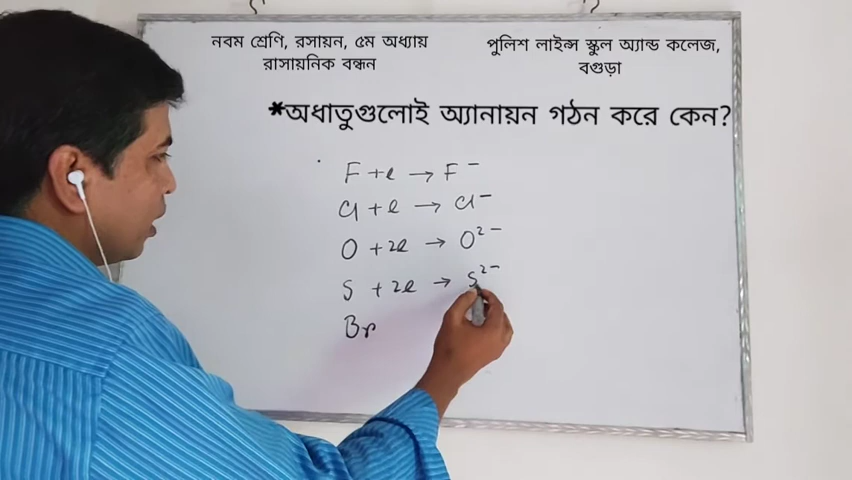 নবম শ্রেণি, রসায়ন, ৫ম অধ্যায়
রাসায়নিক বন্ধন
পুলিশ লাইন্স স্কুল অ্যান্ড কলেজ,
বগুড়া
*অধাতুগুলোই অ্যানায়ন গঠন করে কেন?
F + e → F⁻
Cl + e → Cl⁻
O + 2e → O²⁻
S + 2e → S²⁻
Br